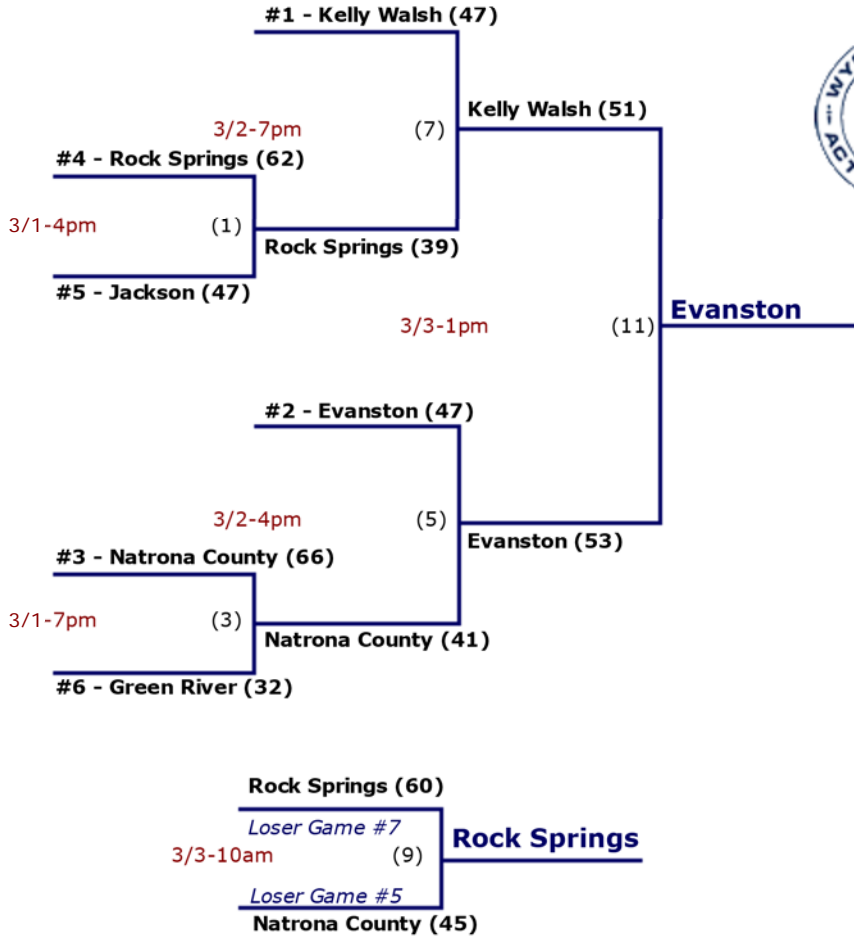 #1 - Kelly Walsh (47)
Kelly Walsh (51)
3/2-7pm
(7)
#4 - Rock Springs (62)
3/1-4pm
(1)
Rock Springs (39)
#5 - Jackson (47)
3/3-1pm
(11)
Evanston
#2 - Evanston (47)
3/2-4pm
(5)
Evanston (53)
#3 - Natrona County (66)
3/1-7pm
(3)
Natrona County (41)
#6 - Green River (32)
Rock Springs (60)
Loser Game #7
3/3-10am
(9)
Rock Springs
Loser Game #5
Natrona County (45)